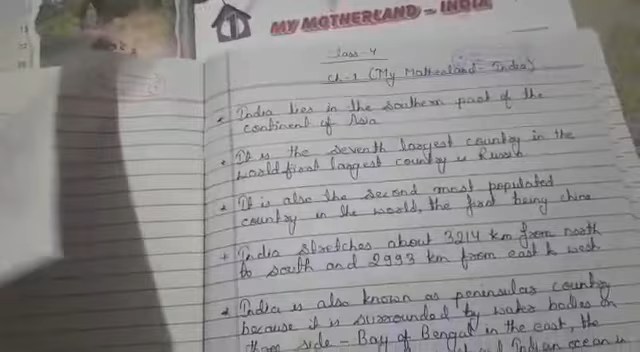 1 MY MOTHERLAND - INDIA
Class-4
Ch-1 (My Motherland - India)
India lies in the southern part of the
continent of Asia
It is the seventh largest country in the
world first largest country is Russia
It is also the second most populated
country in the world, the first being china
India stretches about 3214 km from north
to south and 2993 km from east to west
India is also known as peninsular country
because it is surrounded by water bodies on
three side - Bay of Bengal in the east, the
Indian ocean